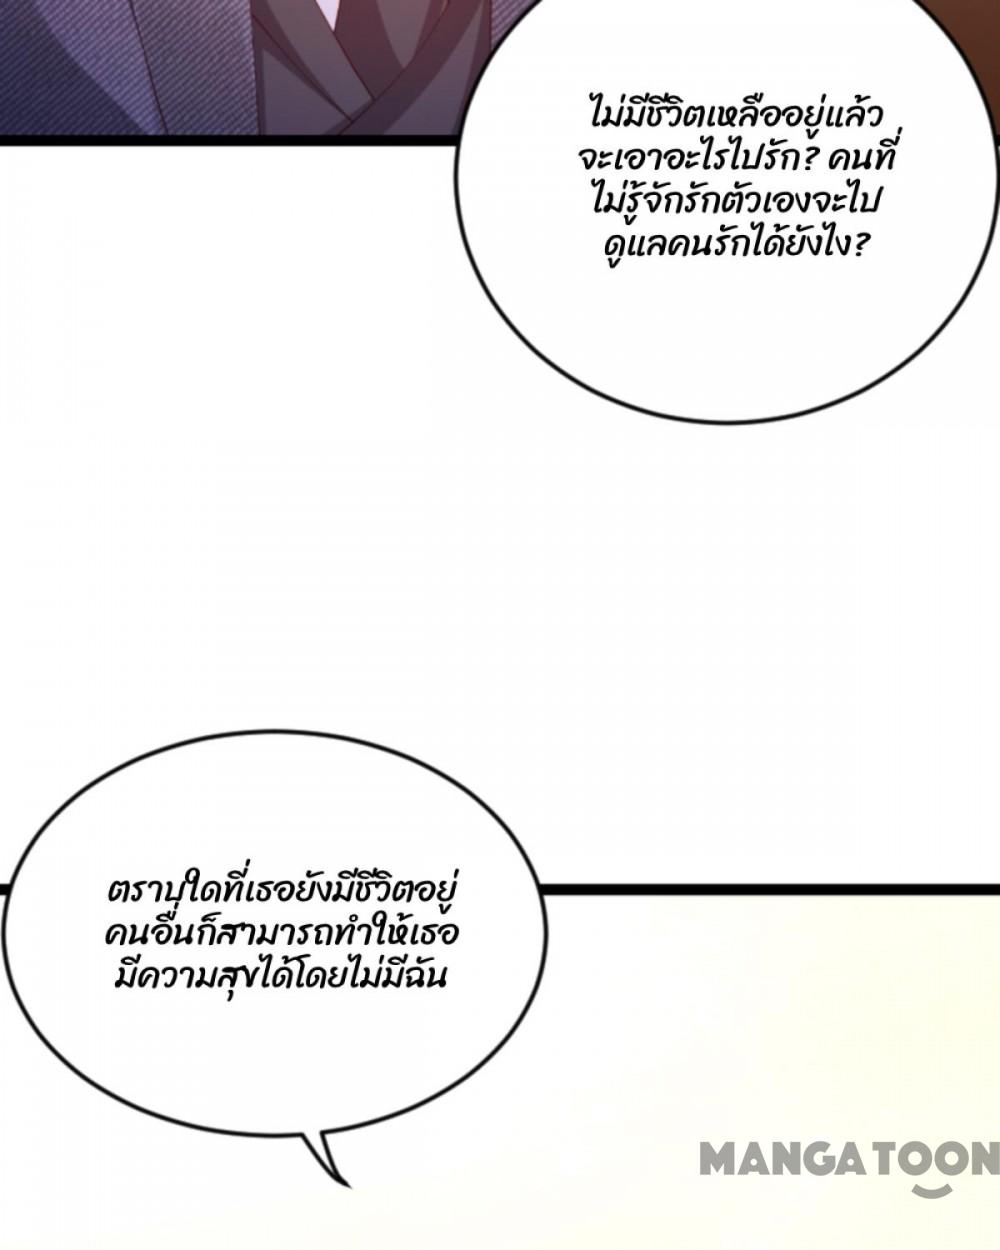 ไม่มีชีวิตเหลืออยู่แล้ว
จะเอาอะไรไปรัก? คนที่
ไม่รู้จักรักตัวเองจะไป
ดูแลคนรักได้ยังไง?
ตราบใดที่เธอยังมีชีวิตอยู่
คนอื่นก็สามารถทำให้เธอ
มีความสุขได้โดยไม่มีฉัน
MANGATOON